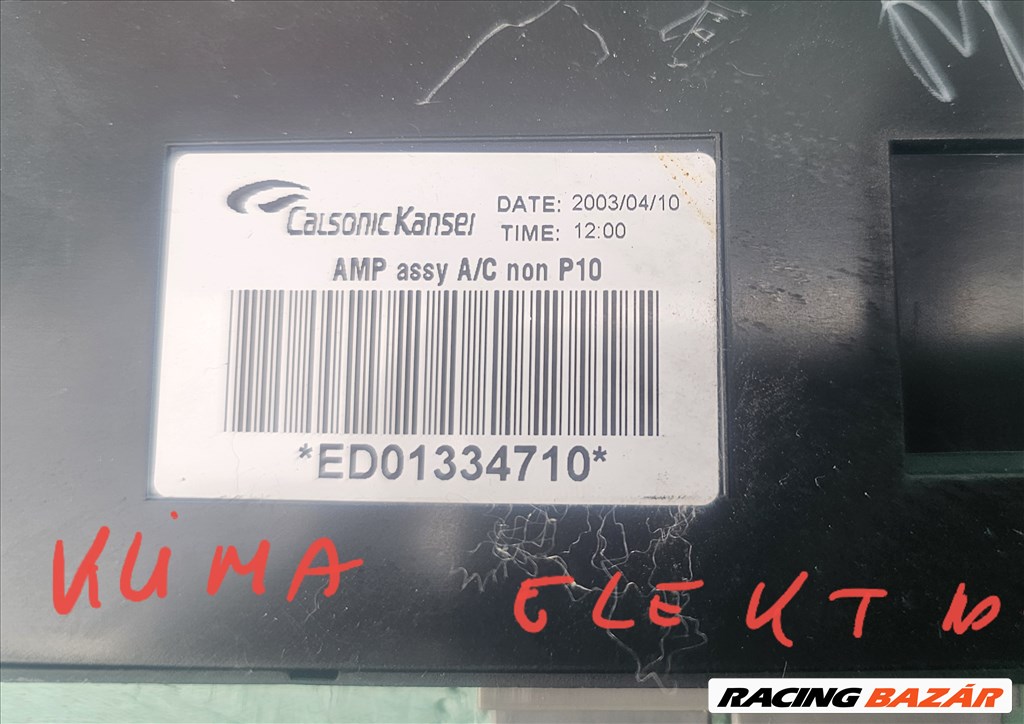 M
CalsonicKansei
DATE: 2003/04/10
TIME: 12:00
AMP assy A/C non P10
*ED01334710*
KLIMA
ELEKT
RACING BAZÁR